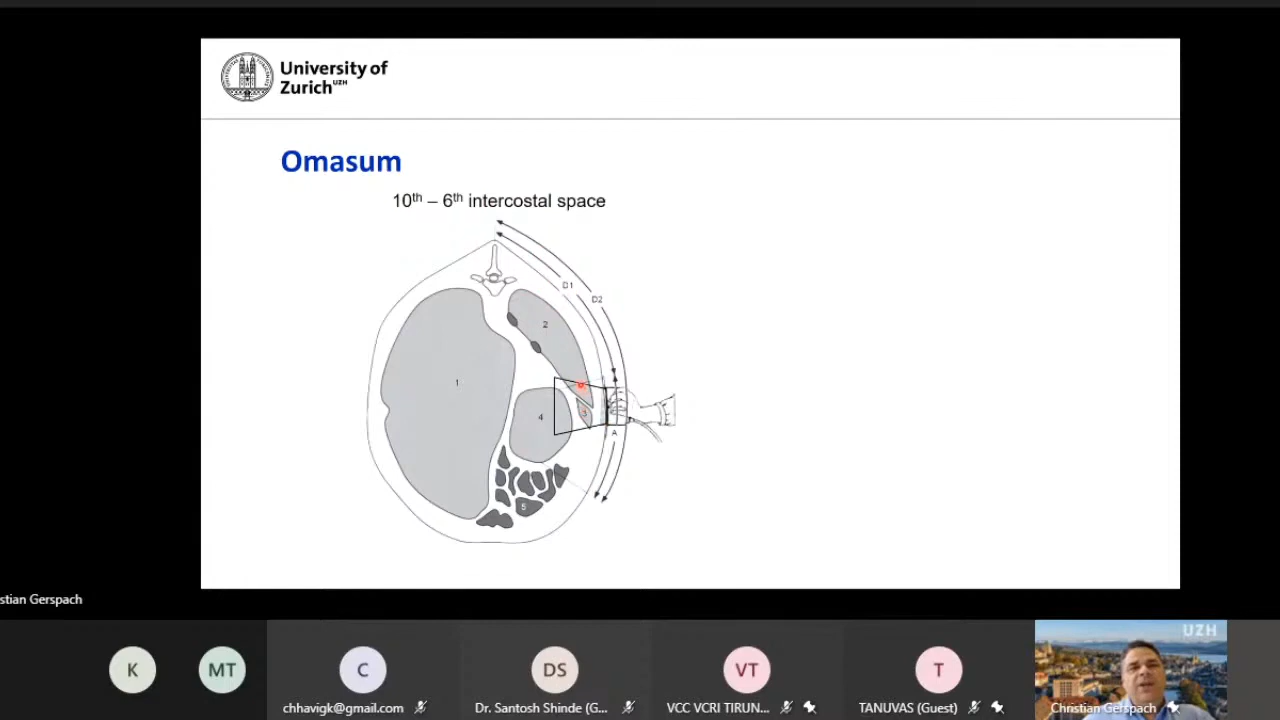 University of
Zurich UZH
Omasum
10th – 6th intercostal space
D1
D2
2
1
3
4
A
5
stian Gerspach
UZH
K
MT
C
DS
VT
T
chhavigk@gmail.com
Dr. Santosh Shinde (G...
VCC VCRI TIRUN...
TANUVAS (Guest)
Christian Gerspach